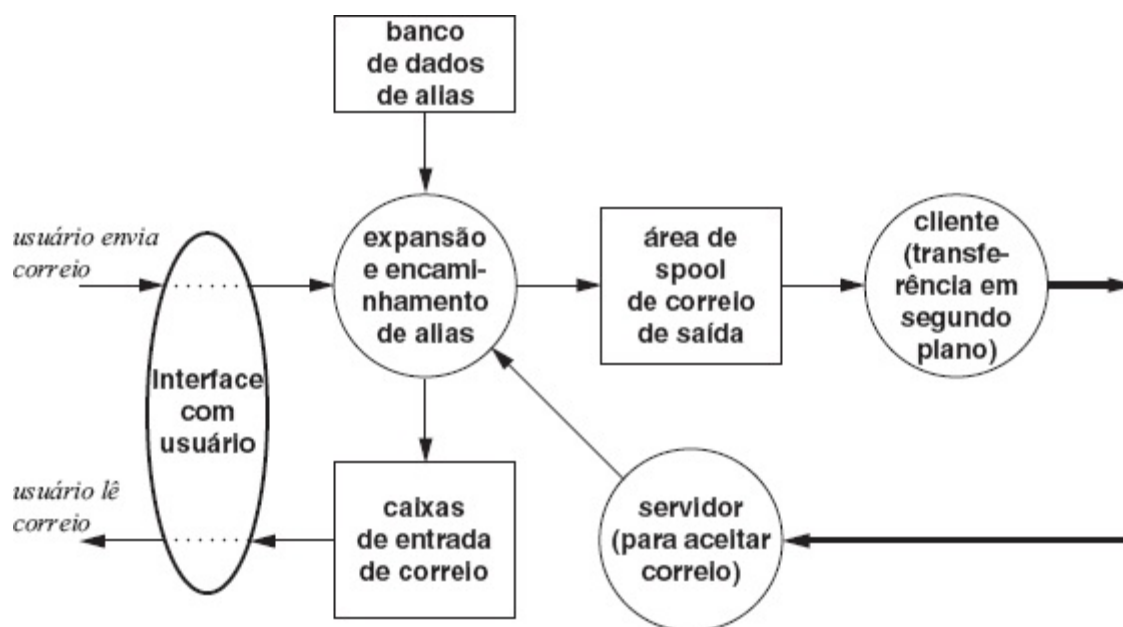 banco
de dados
de alias
usuário envia
correio
expansão
e encami-
nhamento
de alias
área de
spool
de correio
de saída
cliente
(transfe-
rência em
segundo
plano)
Interface
com
usuário
usuário lê
correio
caixas
de entrada
de correio
servidor
(para aceitar
correio)